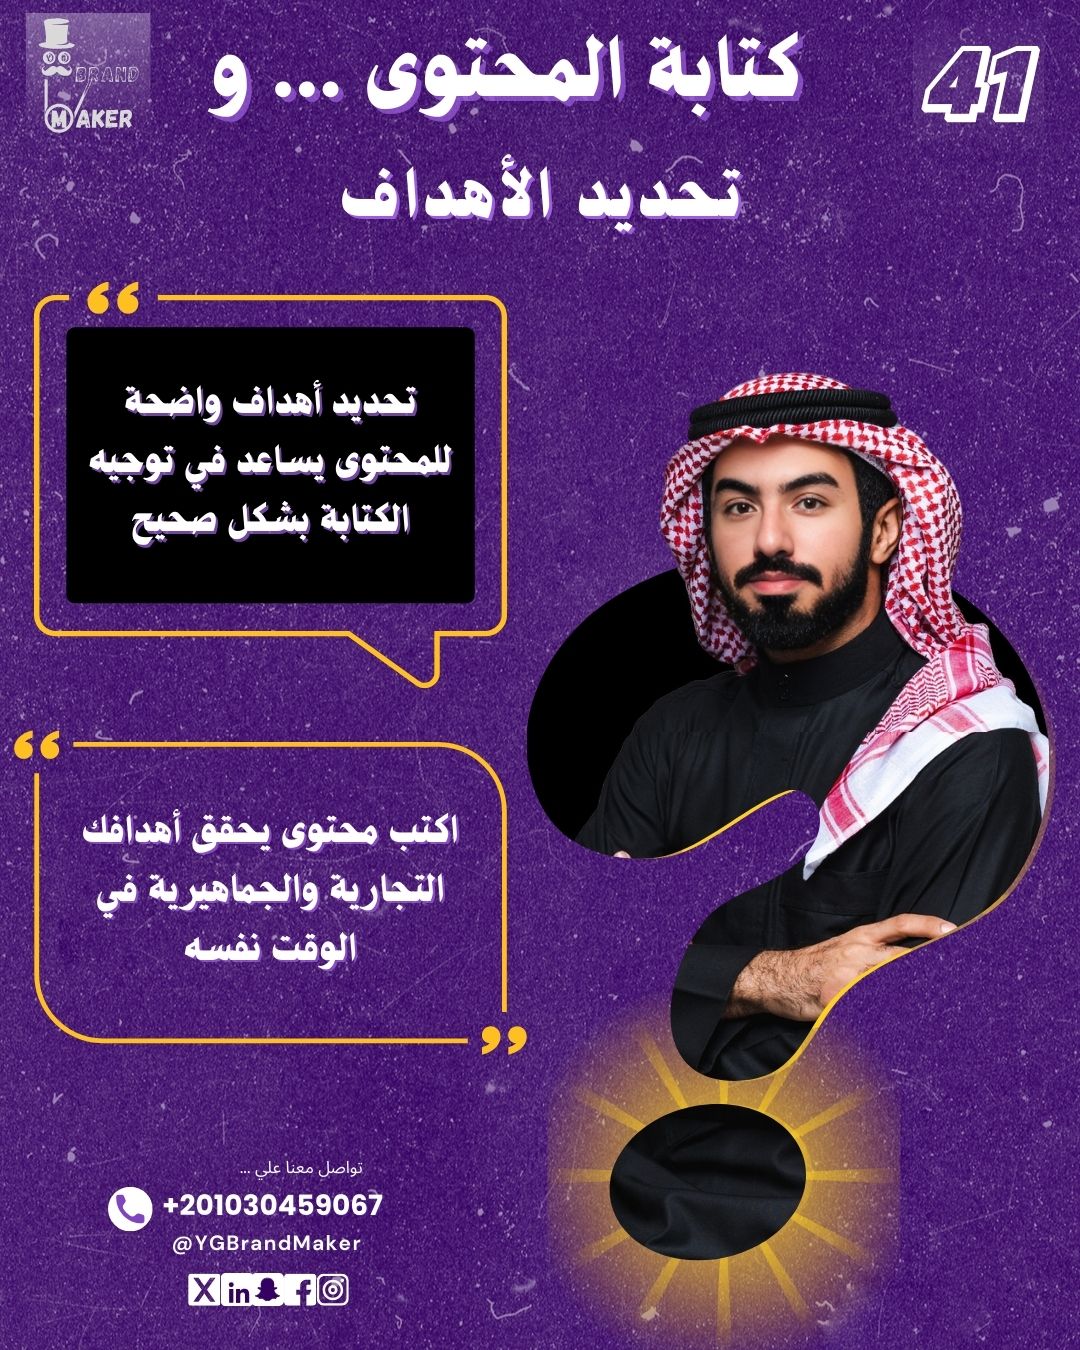 BRAND
MAKER
41
كتابة المحتوى ... و
تحديد الأهداف
تحديد أهداف واضحة
للمحتوى يساعد في توجيه
الكتابة بشكل صحيح
اكتب محتوى يحقق أهدافك
التجارية والجماهيرية في
الوقت نفسه
تواصل معنا علي ...
+201030459067
@YGBrandMaker